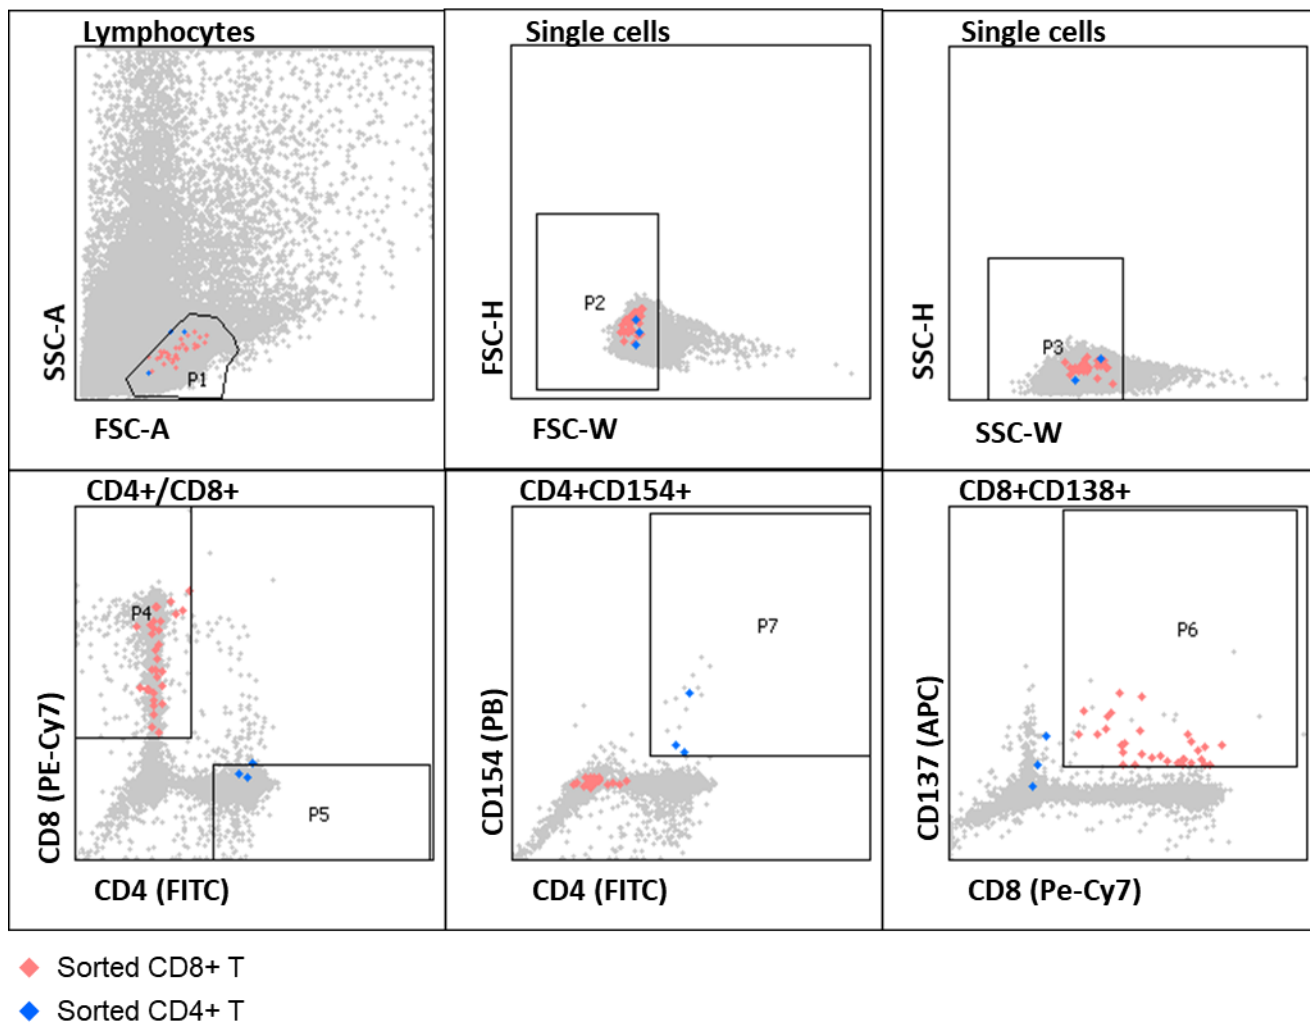 Lymphocytes
SSC-A
P1
FSC-A
Single cells
FSC-H
P2
FSC-W
Single cells
SSC-H
P3
SSC-W
CD4+/CD8+
CD8 (PE-Cy7)
P4
P5
CD4 (FITC)
CD4+CD154+
CD154 (PB)
P7
CD4 (FITC)
CD8+CD138+
CD137 (APC)
P6
CD8 (Pe-Cy7)
Sorted CD8+ T
Sorted CD4+ T